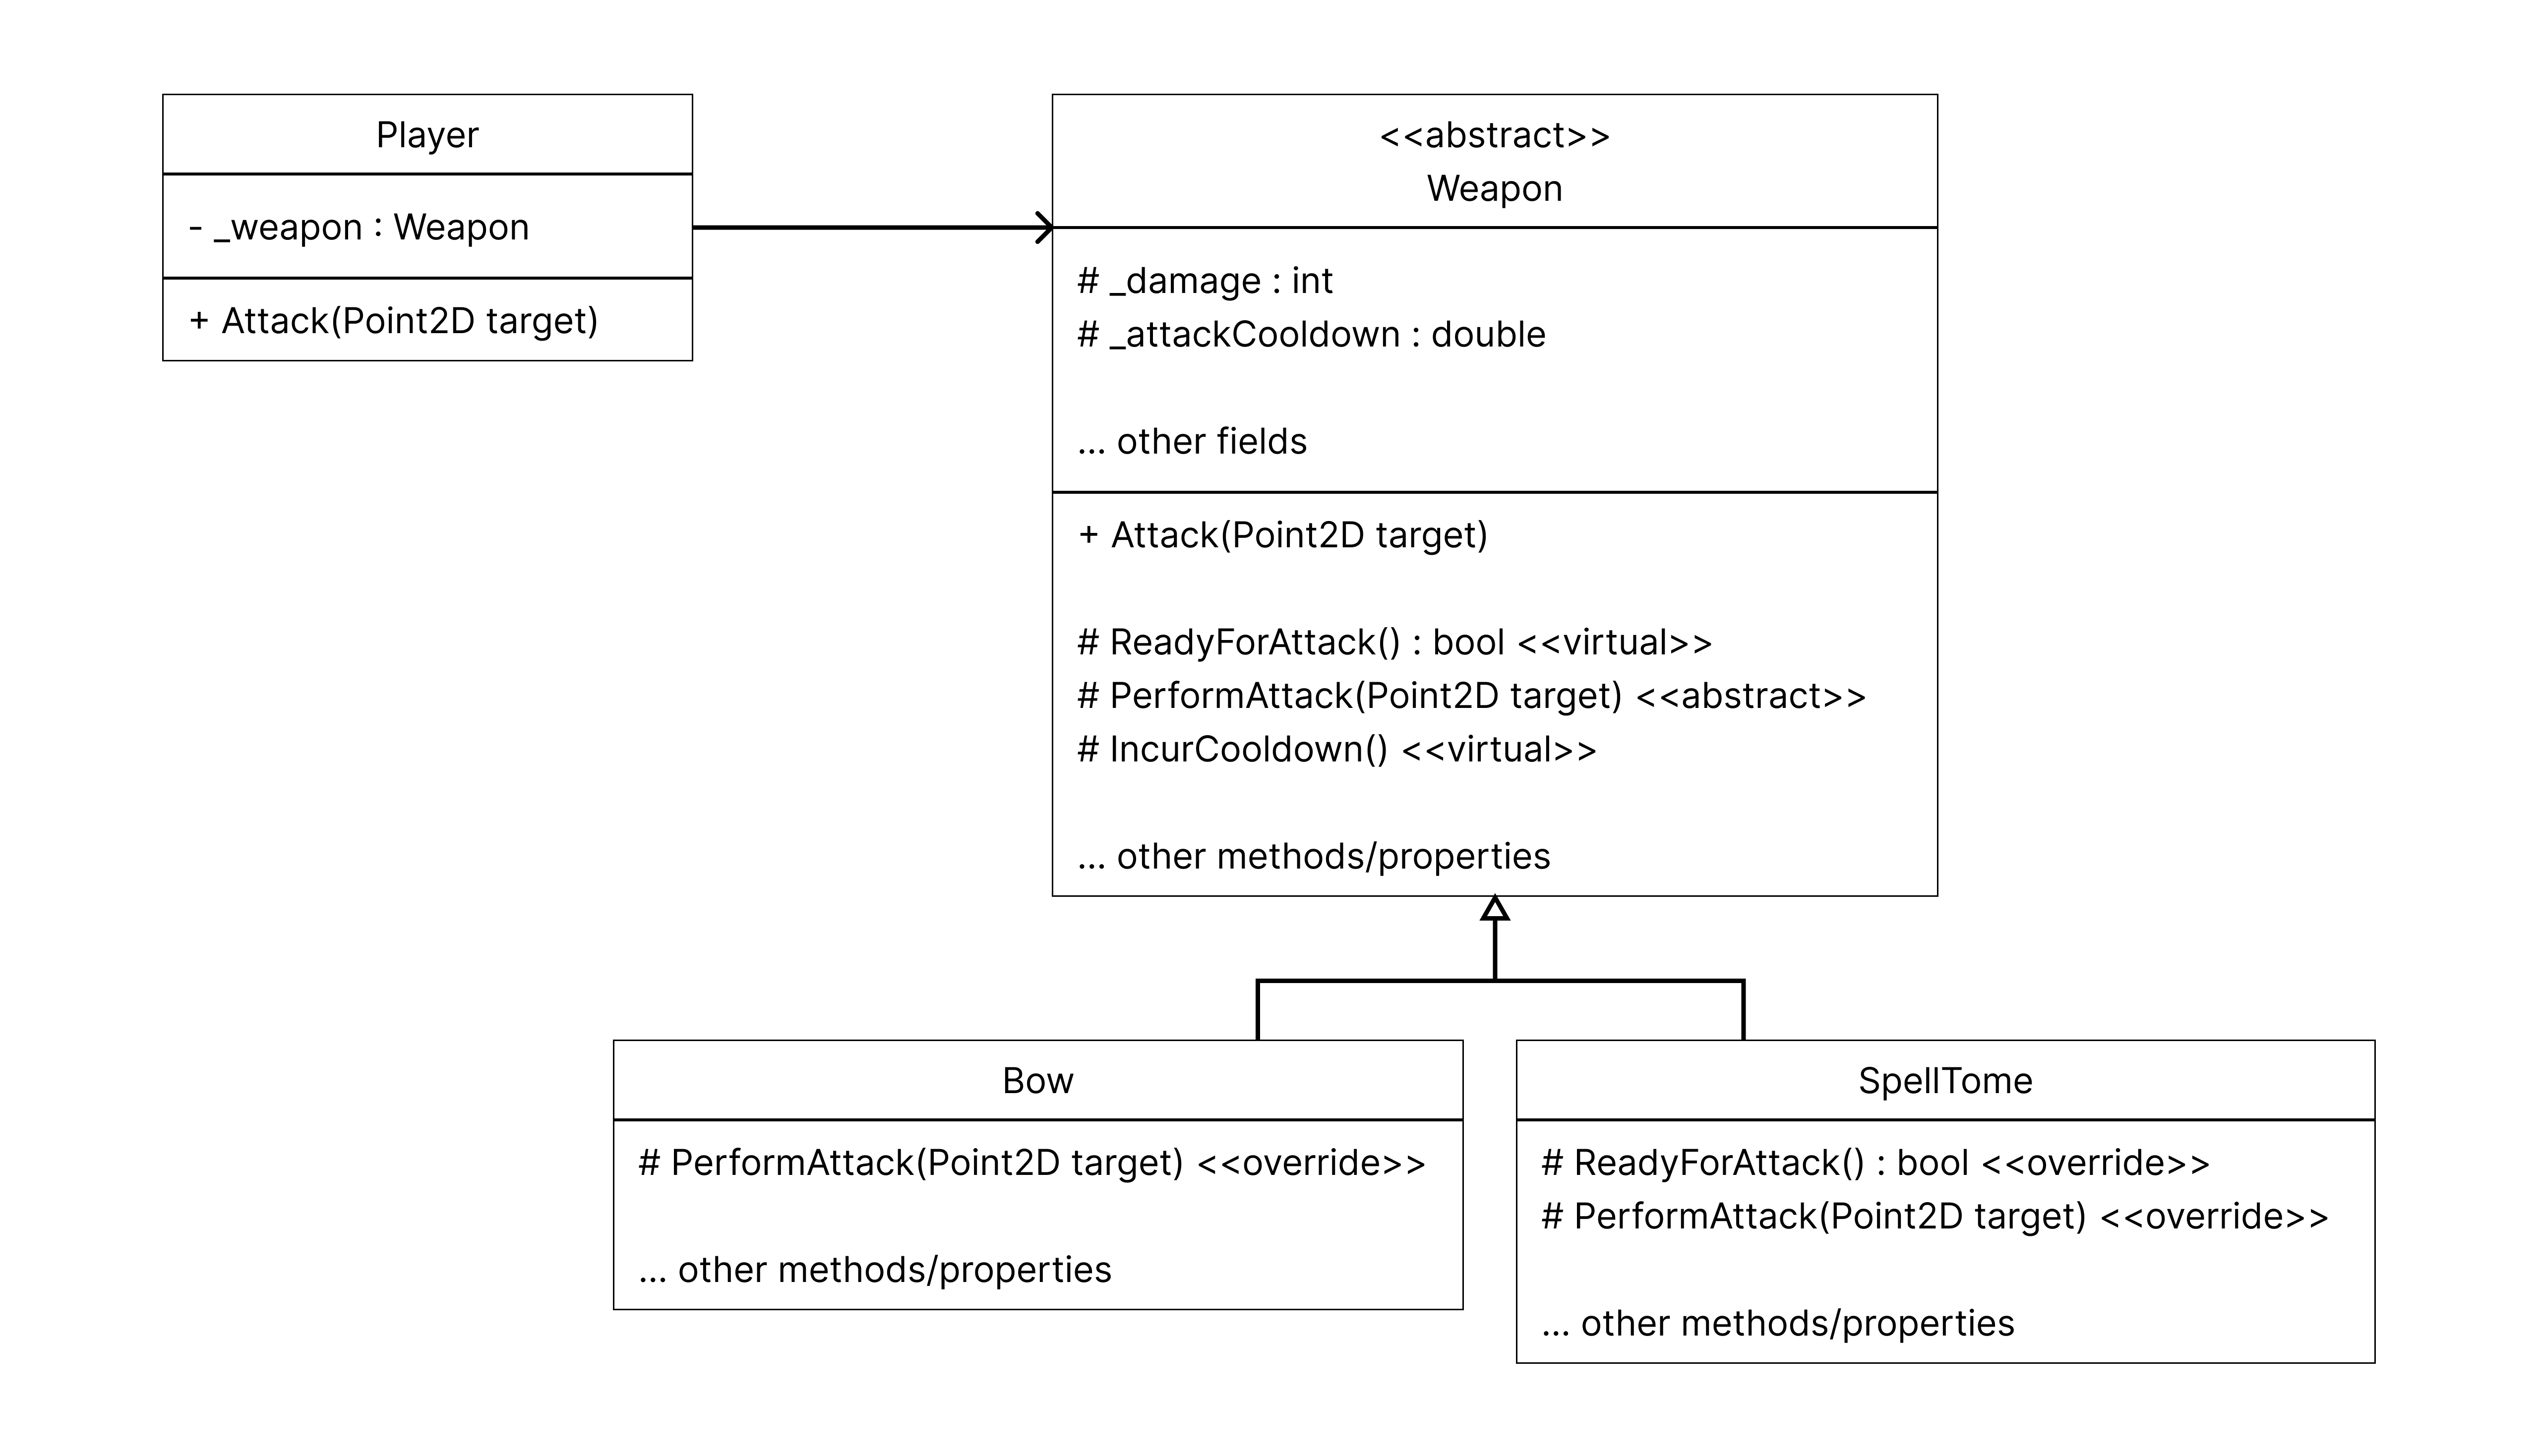 Player
- _weapon : Weapon
+ Attack(Point2D target)
<<abstract>>
Weapon
# _damage : int
# _attackCooldown : double
... other fields
+ Attack(Point2D target)
# ReadyForAttack() : bool <<virtual>>
# PerformAttack(Point2D target) <<abstract>>
# IncurCooldown() <<virtual>>
... other methods/properties
Bow
# PerformAttack(Point2D target) <<override>>
... other methods/properties
SpellTome
# ReadyForAttack() : bool <<override>>
# PerformAttack(Point2D target) <<override>>
... other methods/properties